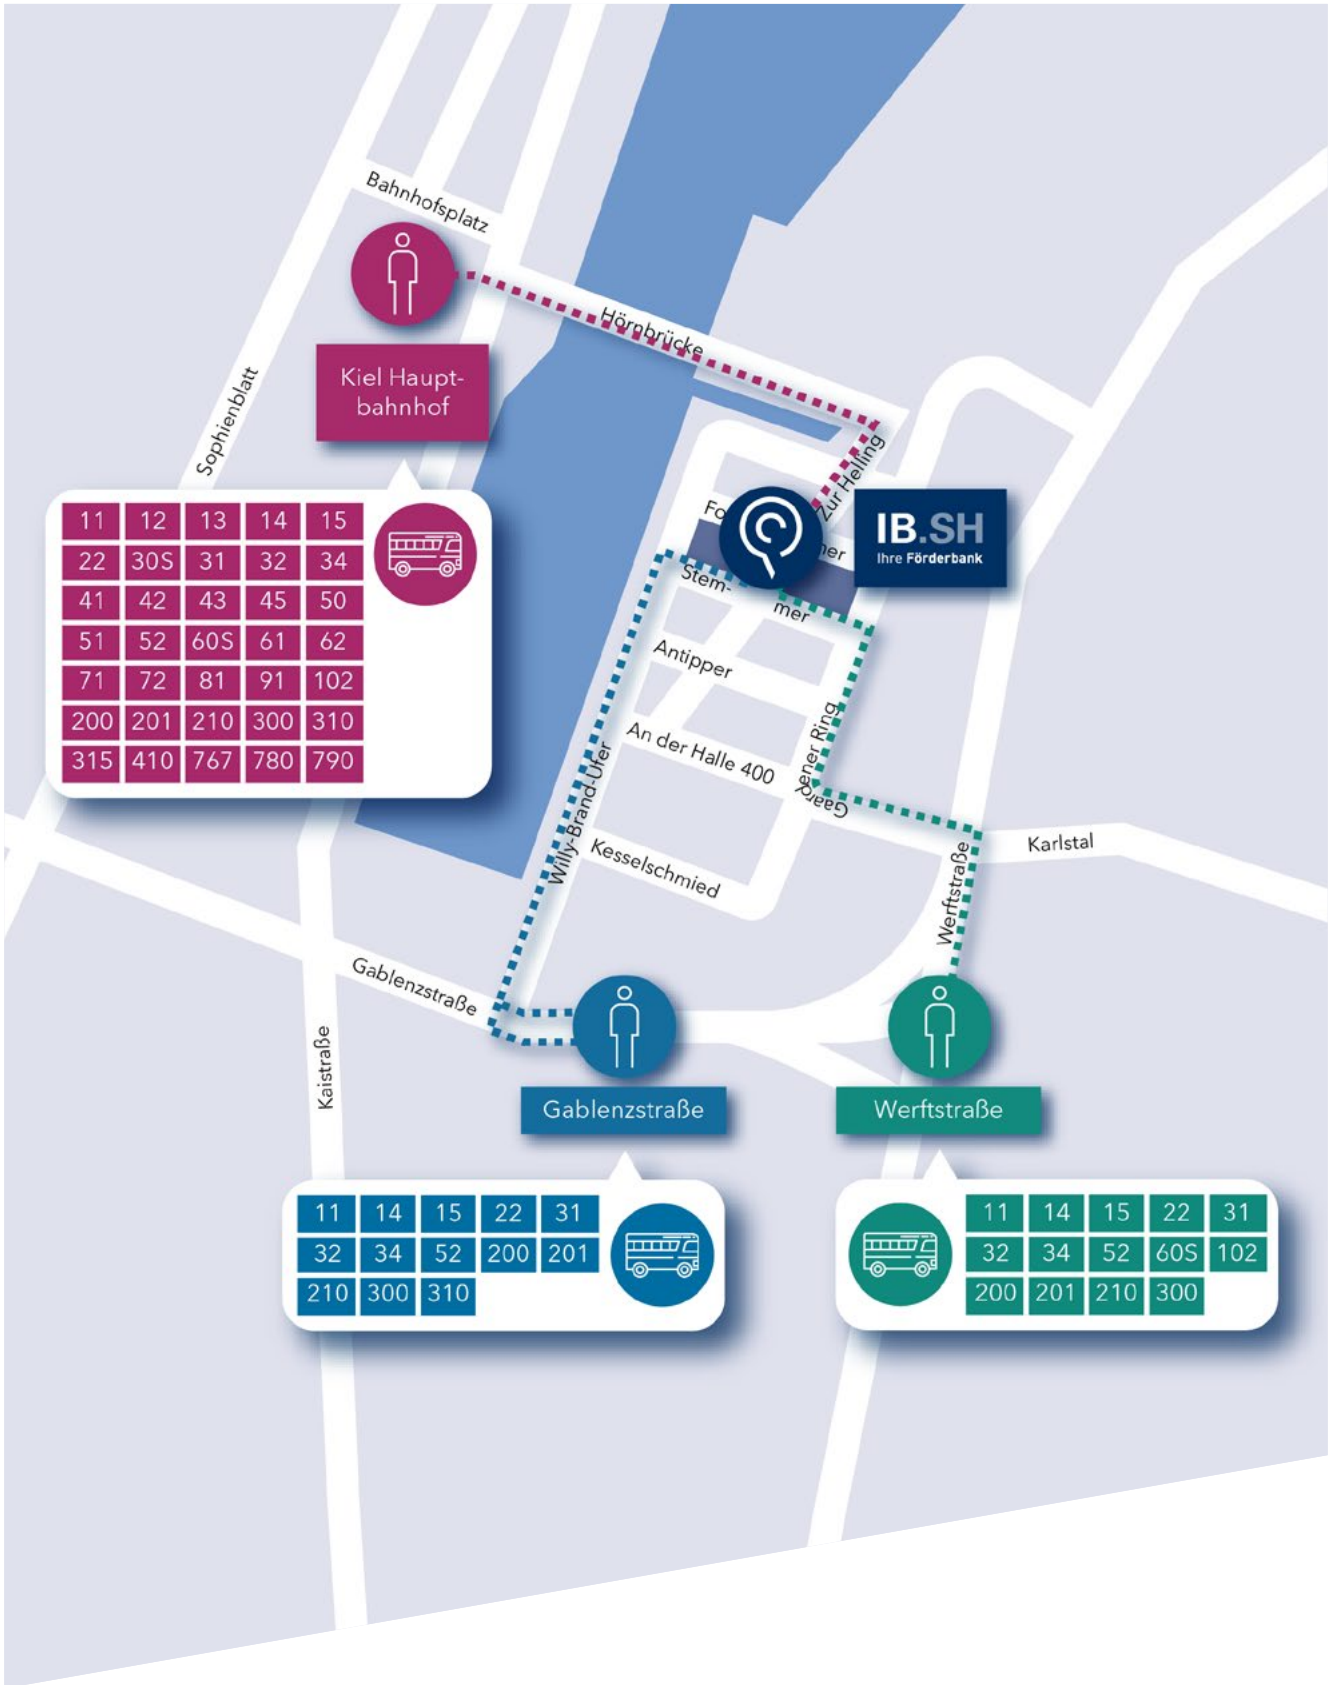 Bahnhofsplatz
Hörnbrücke
Kiel Haupt-
bahnhof
Sophienblatt
Zur Helling
IB.SH
Ihre Förderbank
11 12 13 14 15
22 30S 31 32 34
41 42 43 45 50
51 52 60S 61 62
71 72 81 91 102
200 201 210 300 310
315 410 767 780 790
Fo
ner
Stem-
mer
Antipper
An der Halle 400
Gaardener Ring
Willy-Brand-Ufer
Kesselschmied
Karlstal
Werftstraße
Gablenzstraße
Kaistraße
Gablenzstraße
Werftstraße
11 14 15 22 31
32 34 52 200 201
210 300 310
11 14 15 22 31
32 34 52 60S 102
200 201 210 300